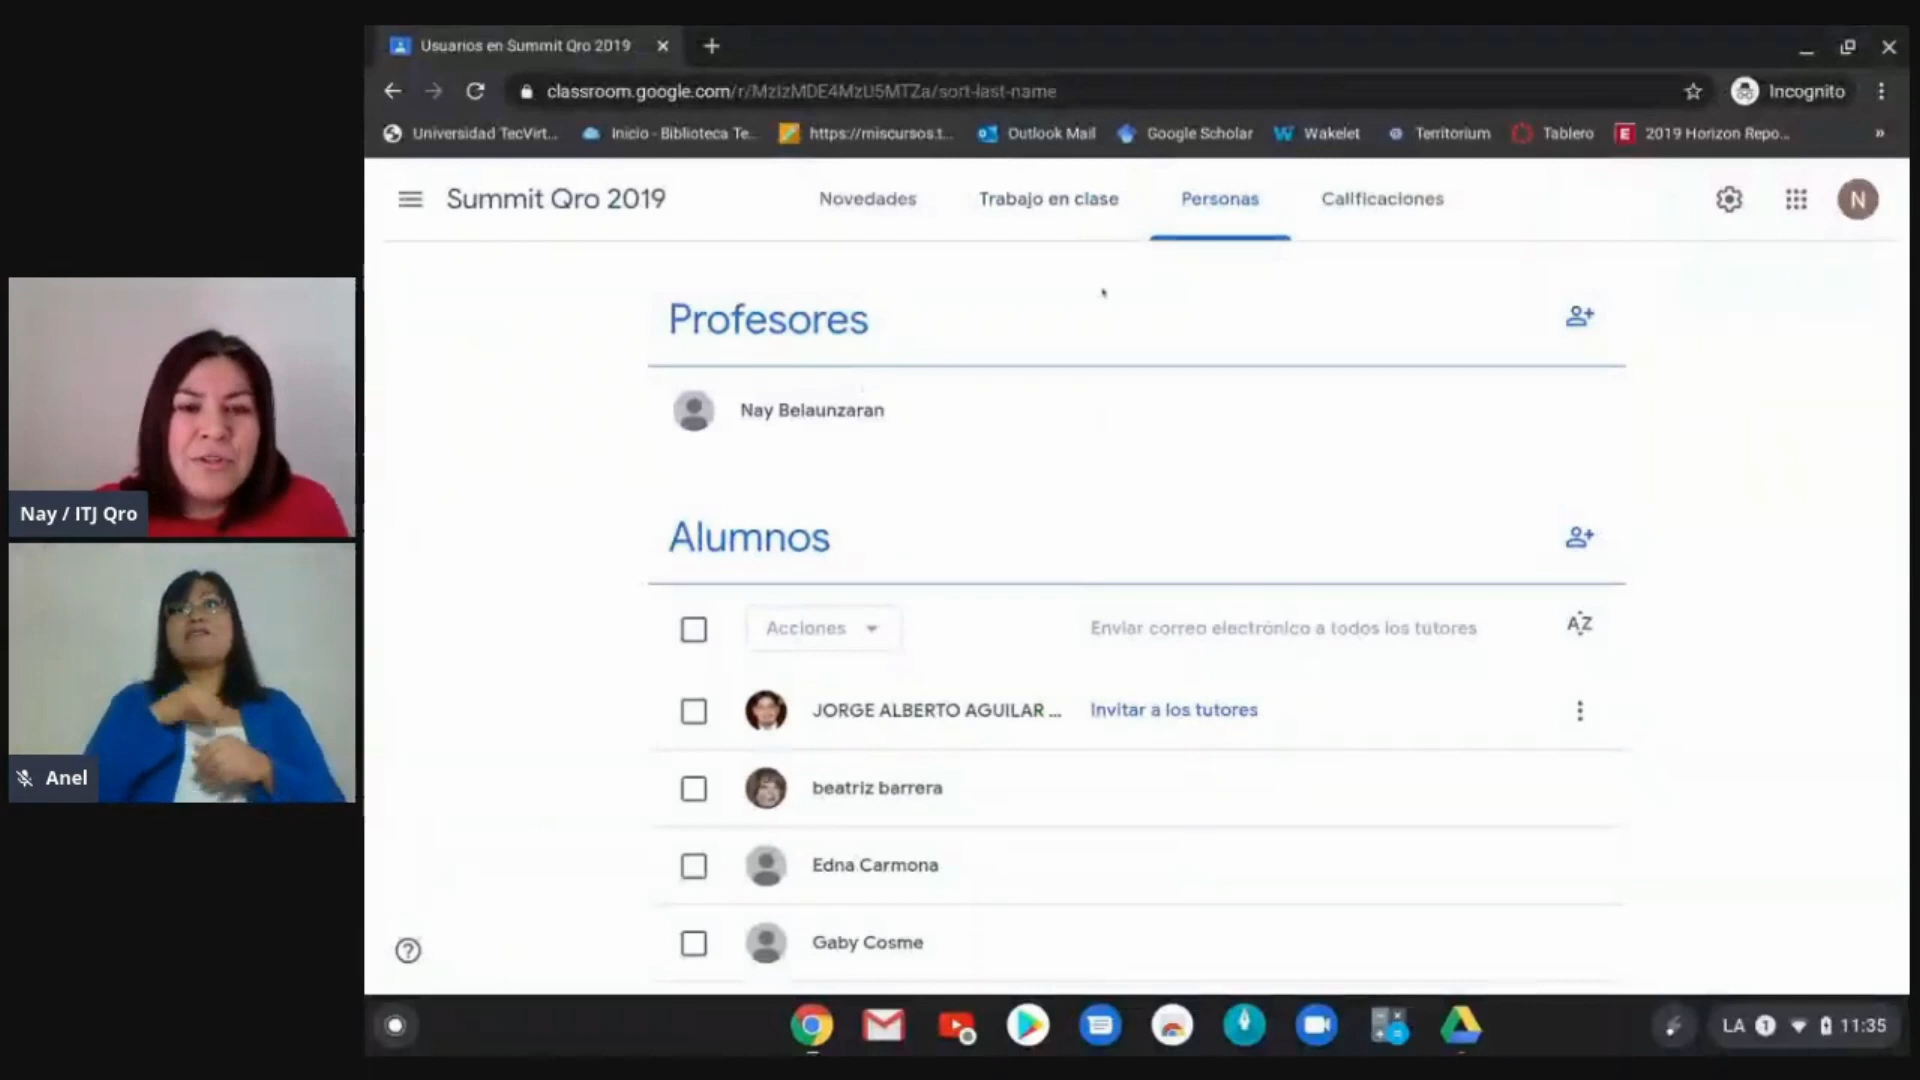 Usuarios en Summit Qro 2019
classroom.google.com/r/MzIzMDE4MzU5MTZa/sort-last-name
Incognito
Universidad TecVirt...
Inicio - Biblioteca Te...
https://miscursos.t...
Outlook Mail
Google Scholar
Wakelet
Territorium
Tablero
2019 Horizon Repo...
»
Summit Qro 2019
Novedades
Trabajo en clase
Personas
Calificaciones
N
Profesores
Nay Belaunzaran
Alumnos
Acciones
Enviar correo electrónico a todos los tutores
AZ
JORGE ALBERTO AGUILAR ...
Invitar a los tutores
beatriz barrera
Edna Carmona
Gaby Cosme
Nay / ITJ Qro
Anel
LA
1
11:35